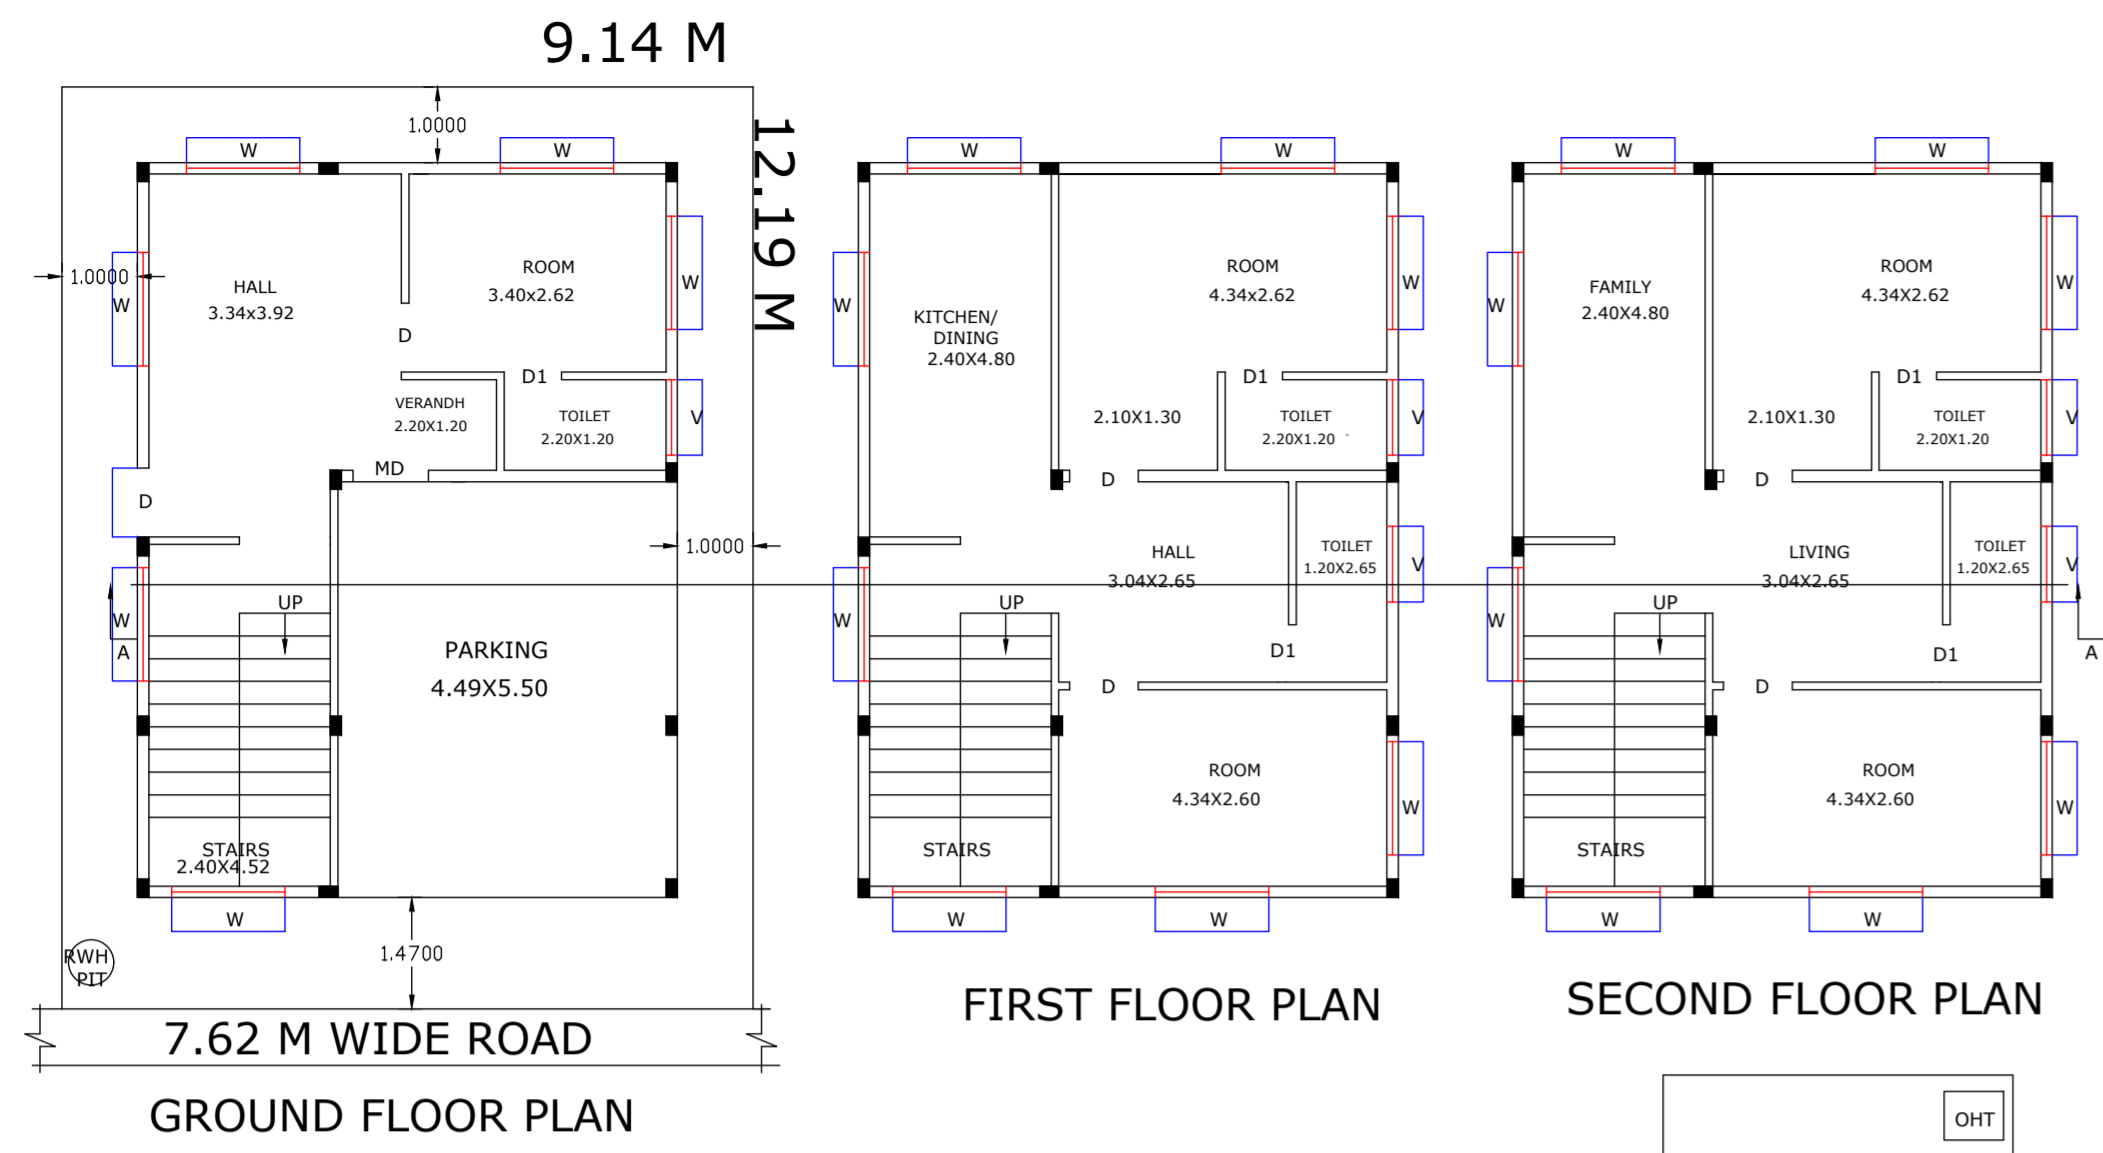 9.14 M
12.19 M
1.0000
W
W
1.0000
W
HALL
3.34x3.92
ROOM
3.40x2.62
W
D
D1
VERANDH
2.20X1.20
TOILET
2.20X1.20
V
MD
D
1.0000
W
A
UP
PARKING
4.49X5.50
STAIRS
2.40X4.52
W
1.4700
RWH
PIT
7.62 M WIDE ROAD
GROUND FLOOR PLAN
W
W
W
KITCHEN/
DINING
2.40X4.80
ROOM
4.34x2.62
W
D1
2.10X1.30
TOILET
2.20X1.20
V
D
HALL
3.04X2.65
TOILET
1.20X2.65
V
W
UP
D1
D
ROOM
4.34X2.60
W
STAIRS
W
W
FIRST FLOOR PLAN
W
W
W
FAMILY
2.40X4.80
ROOM
4.34X2.62
W
D1
2.10X1.30
TOILET
2.20X1.20
V
D
LIVING
3.04X2.65
TOILET
1.20X2.65
V
W
UP
D1
A
D
ROOM
4.34X2.60
W
STAIRS
W
W
SECOND FLOOR PLAN
OHT